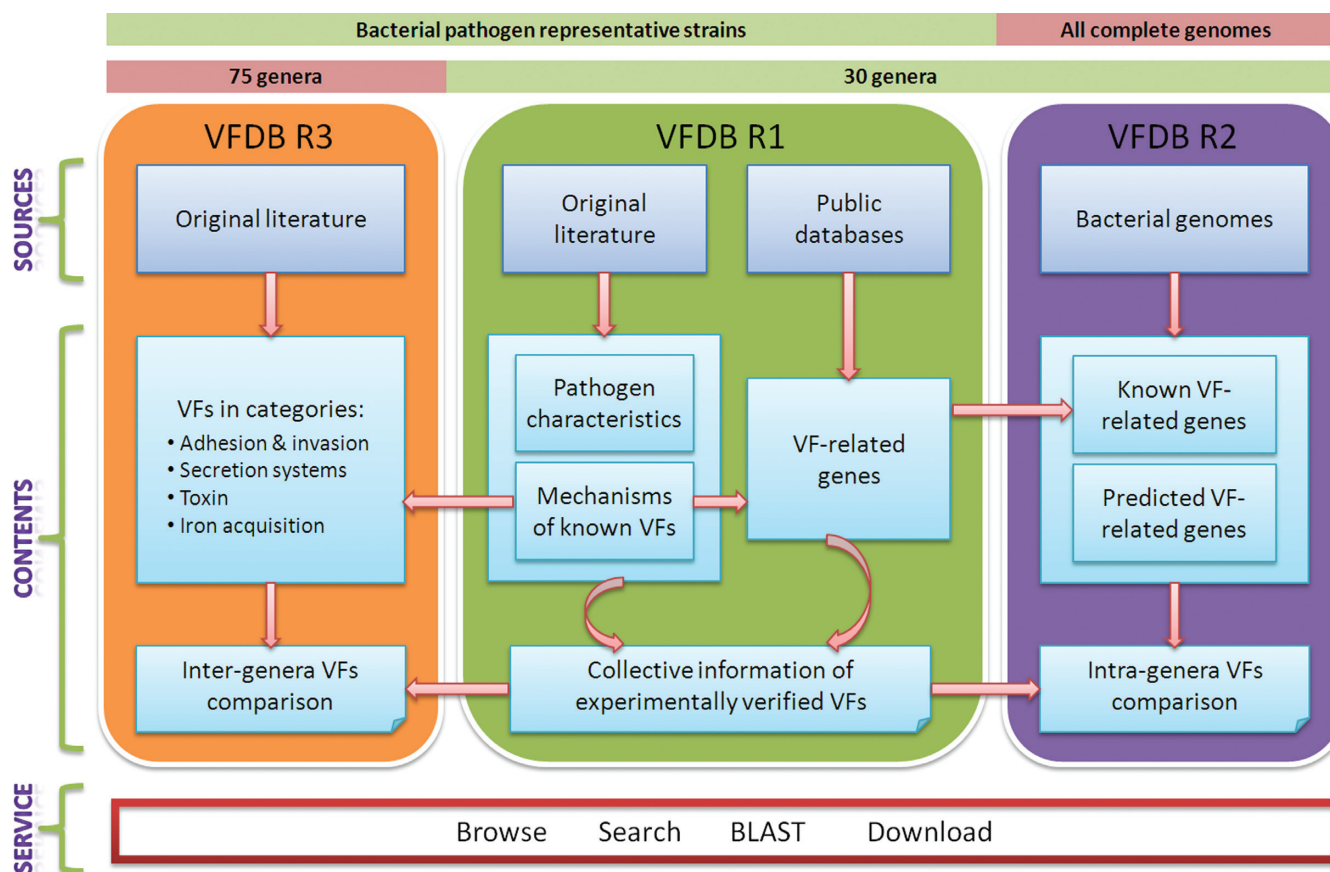 Bacterial pathogen representative strains
All complete genomes
75 genera
30 genera
VFDB R3
VFDB R1
VFDB R2
SOURCES
Original literature
Original
literature
Public
databases
Bacterial genomes
CONTENTS
VFs in categories:
• Adhesion & invasion
• Secretion systems
• Toxin
• Iron acquisition
Pathogen
characteristics
Mechanisms
of known VFs
VF-related
genes
Known VF-
related genes
Predicted VF-
related genes
Inter-genera VFs
comparison
Collective information of
experimentally verified VFs
Intra-genera VFs
comparison
SERVICE
Browse Search BLAST Download